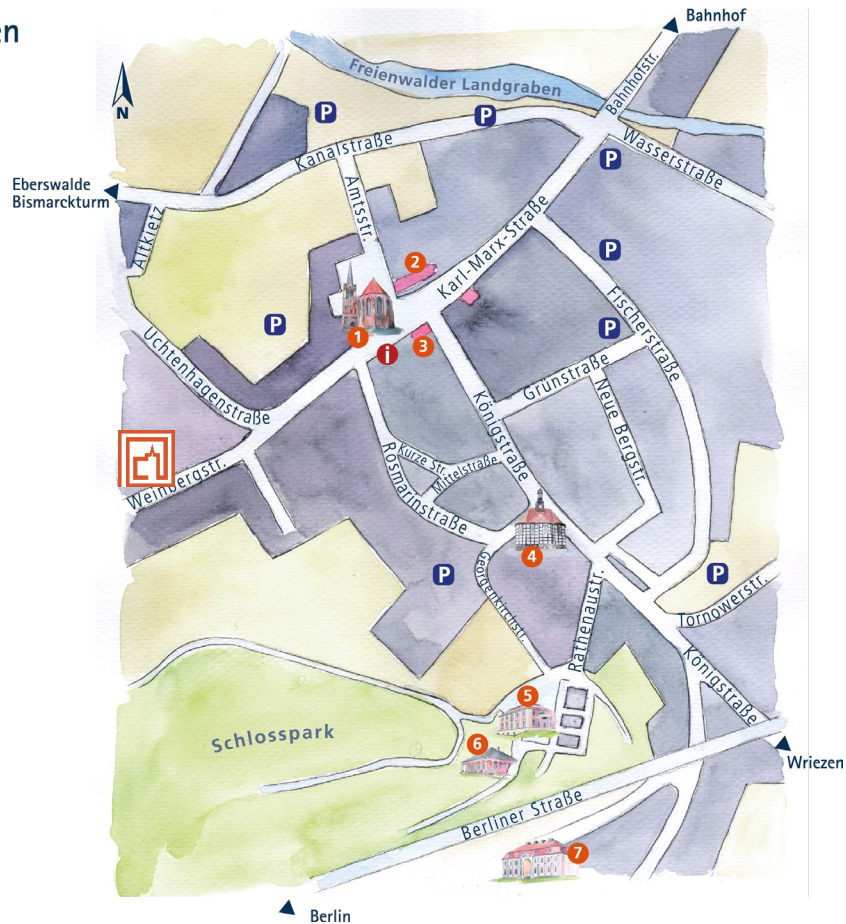 en
Bahnhof
Bahnhofstr.
Freienwalder Landgraben
N
P
P
Kanalstraße
Wasserstraße
P
Eberswalde
Bismarckturm
Altkietz
Amtsstr.
Karl-Marx-Straße
2
P
Fischerstraße
P
P
1
i
3
Uchtenhagenstraße
Grünstraße
Neue Bergstr.
Königstraße
Kurze Str.
Mittelstraße
Rosmarinstraße
Weinbergstr.
4
P
P
Georgenkirchstr.
Rathenaustr.
Tornowerstr.
Königstraße
5
Schlosspark
6
Wriezen
Berliner Straße
7
Berlin